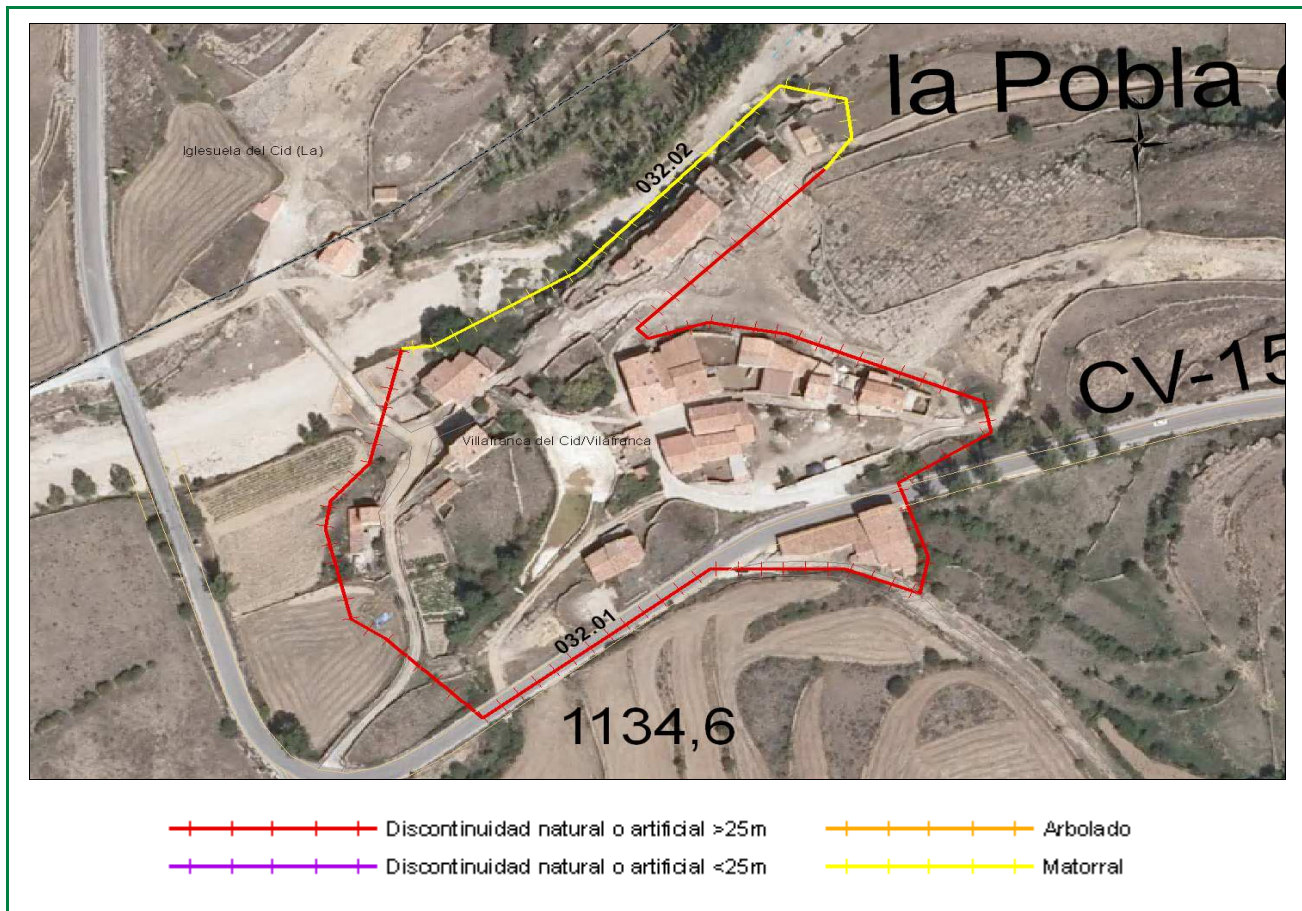 la Pobla
Iglesuela del Cid (La)
032.02
CV-15
Villafranca del Cid/Vilafranca
032.01
1134,6
Discontinuidad natural o artificial >25m
Arbolado
Discontinuidad natural o artificial <25m
Matorral